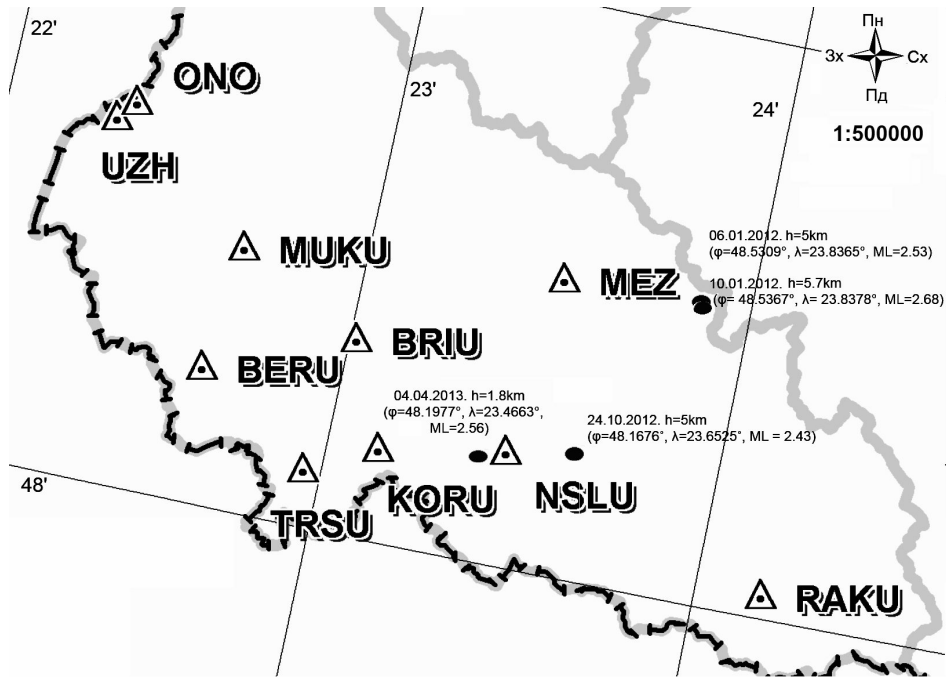 22'
Пн
Зх
Сх
Пд
ONO
23'
24'
1:500000
UZH
MUKU
06.01.2012. h=5km
(φ=48.5309°, λ=23.8365, ML=2.53)
MEZ
10.01.2012. h=5.7km
(φ= 48.5367°, λ= 23.8378°, ML=2.68)
BRIU
BERU
04.04.2013. h=1.8km
(φ=48.1977°, λ=23.4663°,
ML=2.56)
24.10.2012. h=5km
(φ=48.1676°, λ=23.6525°, ML = 2.43)
48'
KORU
NSLU
TRSU
RAKU